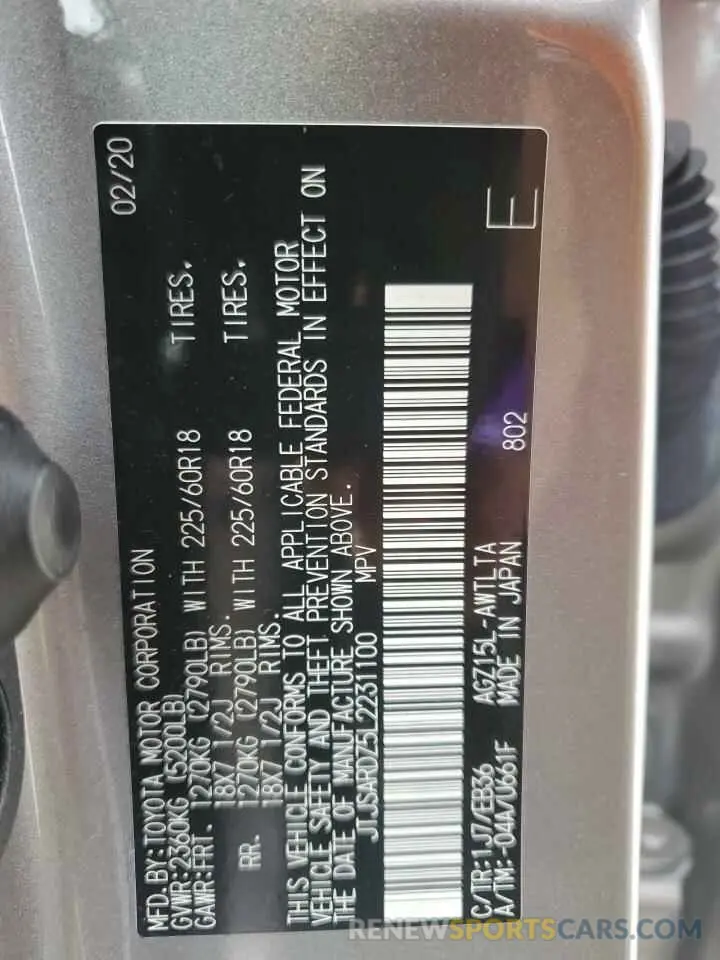 MFD.BY:TOYOTA MOTOR CORPORATION 02/20
GVWR:2360KG (5200LB)
GAWR:FRT. 1270KG (2790LB) WITH 225/60R18 TIRES.
18X7 1/2J RIMS.
RR. 1270KG (2790LB) WITH 225/60R18 TIRES.
18X7 1/2J RIMS.
THIS VEHICLE CONFORMS TO ALL APPLICABLE FEDERAL MOTOR
VEHICLE SAFETY AND THEFT PREVENTION STANDARDS IN EFFECT ON
THE DATE OF MANUFACTURE SHOWN ABOVE.
JTJSARDZ5L2231100 MPV
C/TR:1J7/EB36 AGZ15L-AWTLTA 802 E
A/TM:-04A/U661F MADE IN JAPAN
RENEWSPORTSCARS.COM